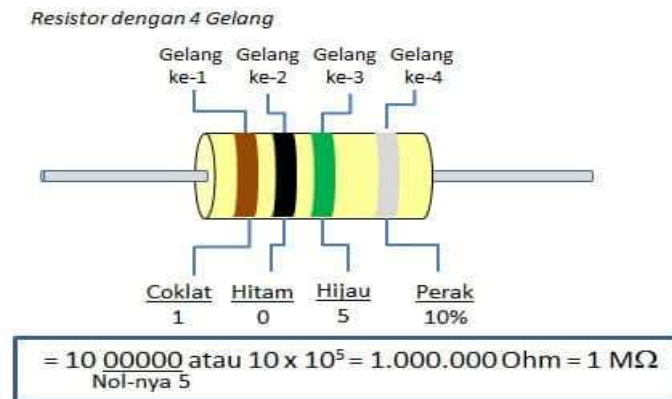 Resistor dengan 4 Gelang
Gelang Gelang Gelang Gelang
ke-1 ke-2 ke-3 ke-4
Coklat Hitam Hijau Perak
1 0 5 10%
= 10 00000 atau 10 x 10⁵ = 1.000.000 Ohm = 1 MΩ
Nol-nya 5